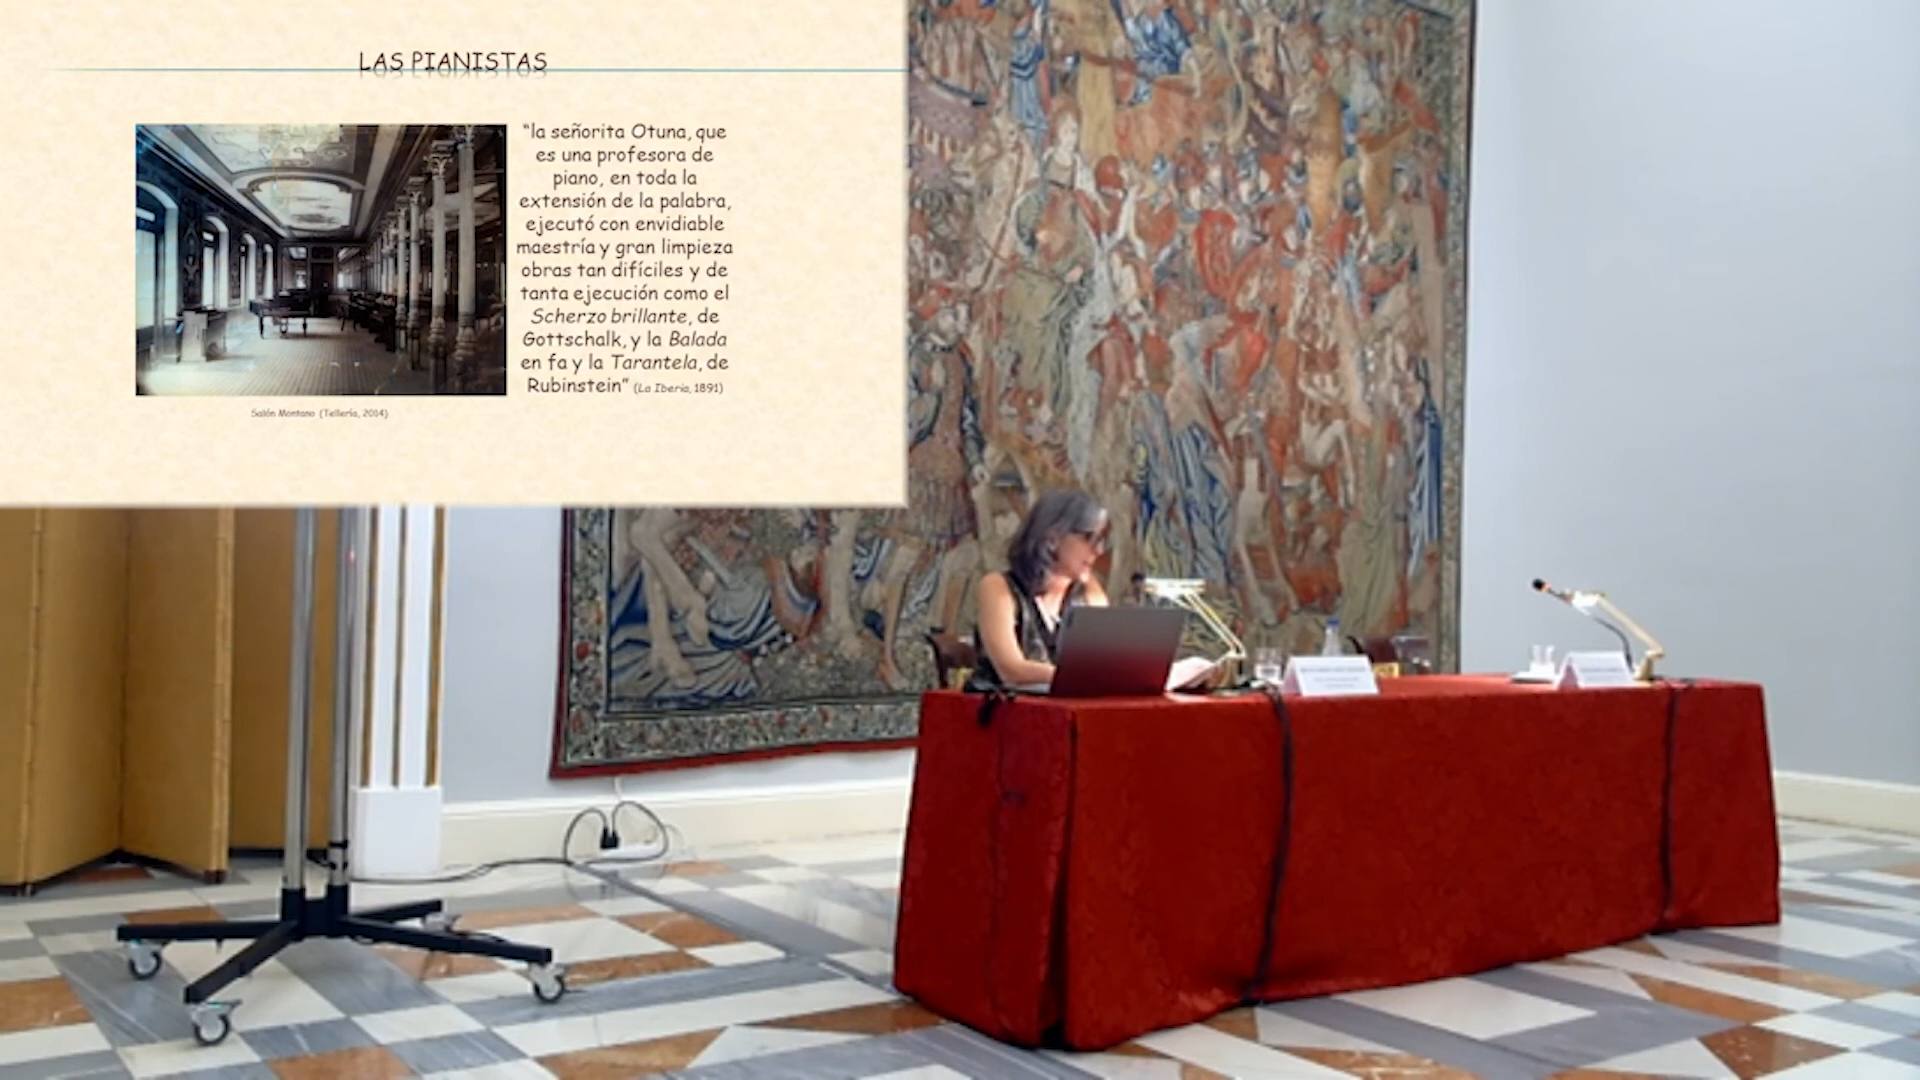 LAS PIANISTAS
“la señorita Otuna, que
es una profesora de
piano, en toda la
extensión de la palabra,
ejecutó con envidiable
maestría y gran limpieza
obras tan difíciles y de
tanta ejecución como el
Scherzo brillante, de
Gottschalk, y la Balada
en fa y la Tarantela, de
Rubinstein” (La Iberia, 1891)
Salón Montano (Tellería, 2014)